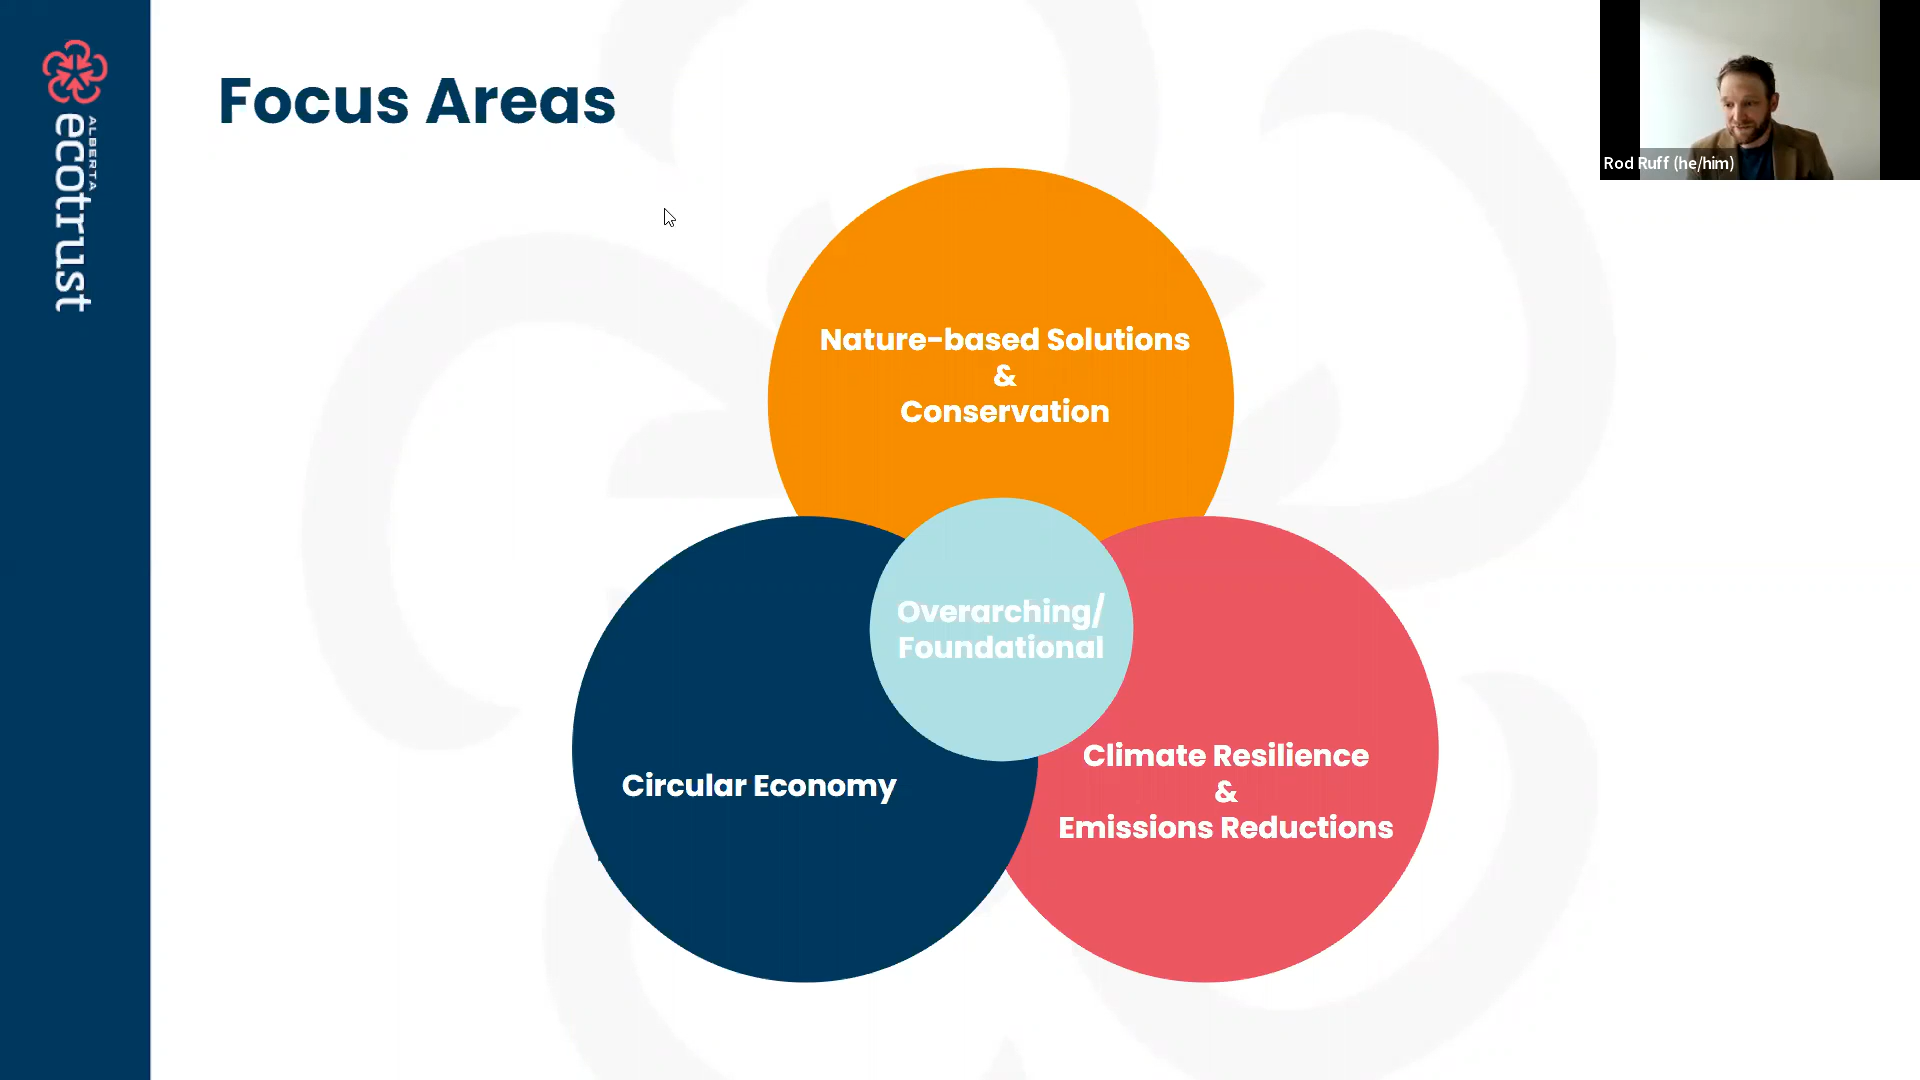 ALBERTA
ecotrust
Focus Areas
Rod Ruff (he/him)
Nature-based Solutions
&
Conservation
Overarching/
Foundational
Circular Economy
Climate Resilience
&
Emissions Reductions